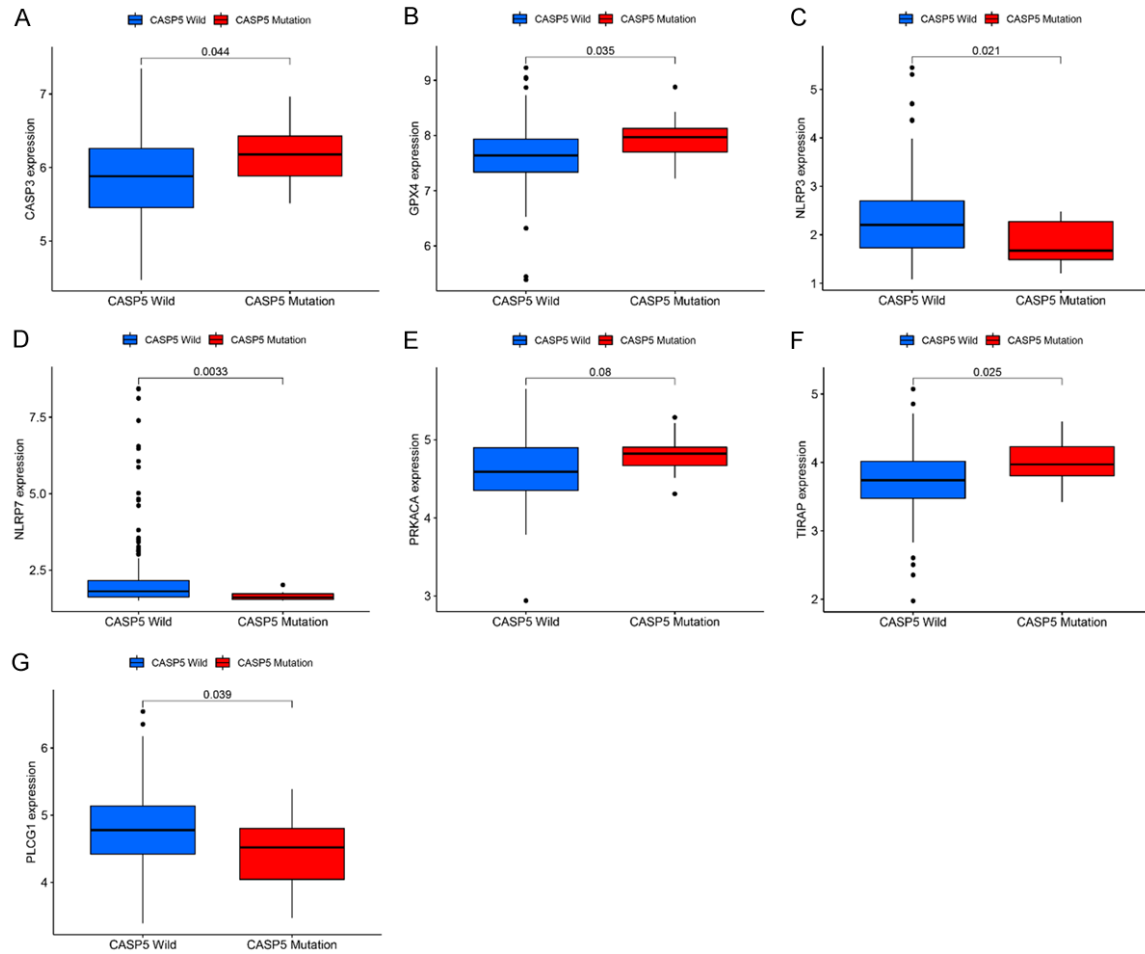 A
CASP5 Wild CASP5 Mutation
0.044
7
6
5
CASP3 expression
CASP5 Wild CASP5 Mutation
B
CASP5 Wild CASP5 Mutation
0.035
9
8
7
6
GPX4 expression
CASP5 Wild CASP5 Mutation
C
CASP5 Wild CASP5 Mutation
0.021
5
4
3
2
1
NLRP3 expression
CASP5 Wild CASP5 Mutation
D
CASP5 Wild CASP5 Mutation
0.0033
7.5
5.0
2.5
NLRP7 expression
CASP5 Wild CASP5 Mutation
E
CASP5 Wild CASP5 Mutation
0.08
5
4
3
PRKACA expression
CASP5 Wild CASP5 Mutation
F
CASP5 Wild CASP5 Mutation
0.025
5
4
3
2
TIRAP expression
CASP5 Wild CASP5 Mutation
G
CASP5 Wild CASP5 Mutation
0.039
6
5
4
PLCG1 expression
CASP5 Wild CASP5 Mutation